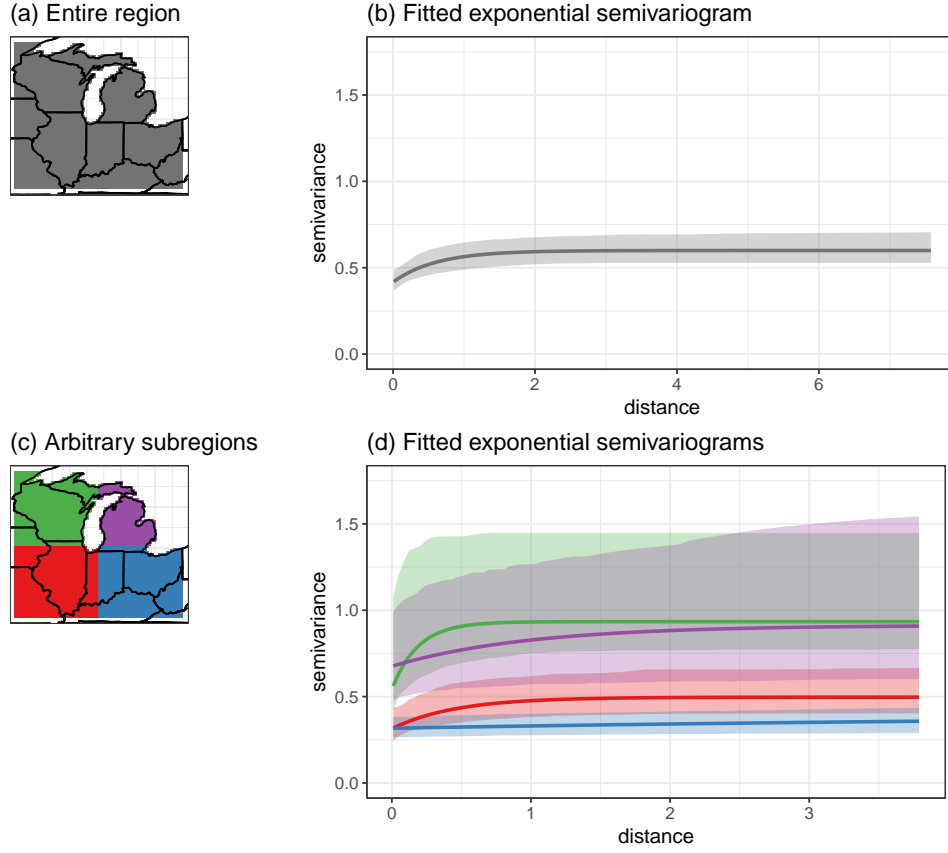 (a) Entire region
(b) Fitted exponential semivariogram
semivariance
1.5
1.0
0.5
0.0
0 2 4 6
distance
(c) Arbitrary subregions
(d) Fitted exponential semivariograms
semivariance
1.5
1.0
0.5
0.0
0 1 2 3
distance